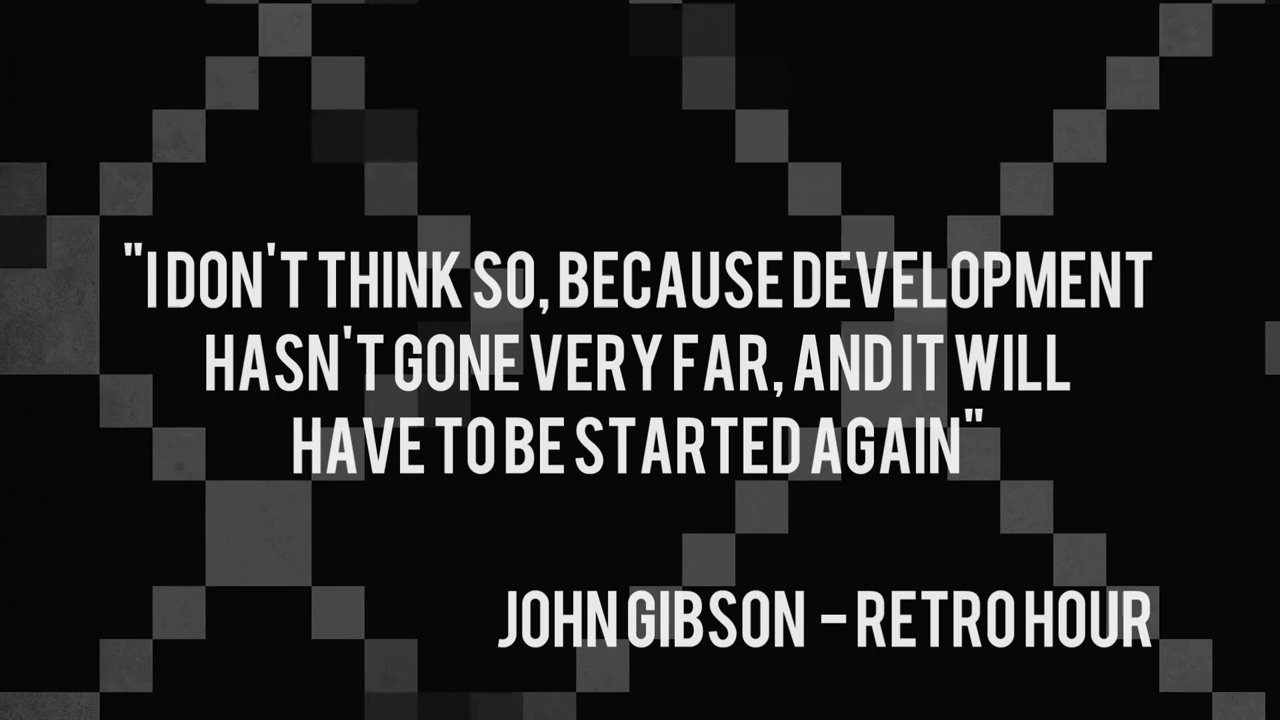 "I DON'T THINK SO, BECAUSE DEVELOPMENT
HASN'T GONE VERY FAR, AND IT WILL
HAVE TO BE STARTED AGAIN"
JOHN GIBSON - RETRO HOUR